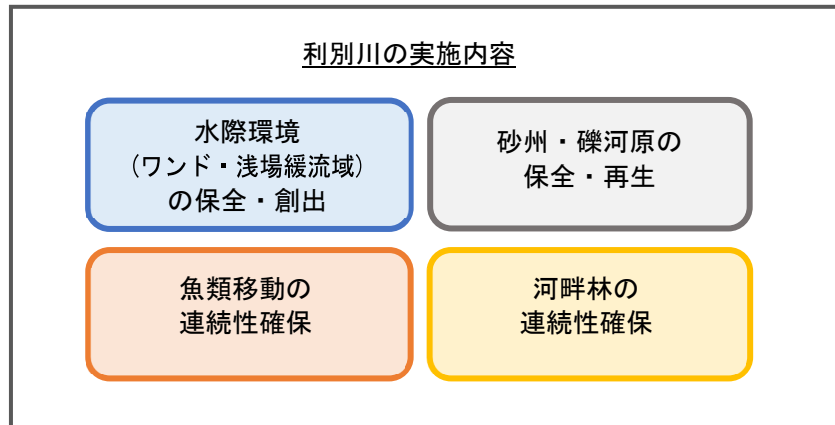 利別川の実施内容
水際環境
（ワンド・浅場緩流域）
の保全・創出
砂州・礫河原の
保全・再生
魚類移動の
連続性確保
河畔林の
連続性確保